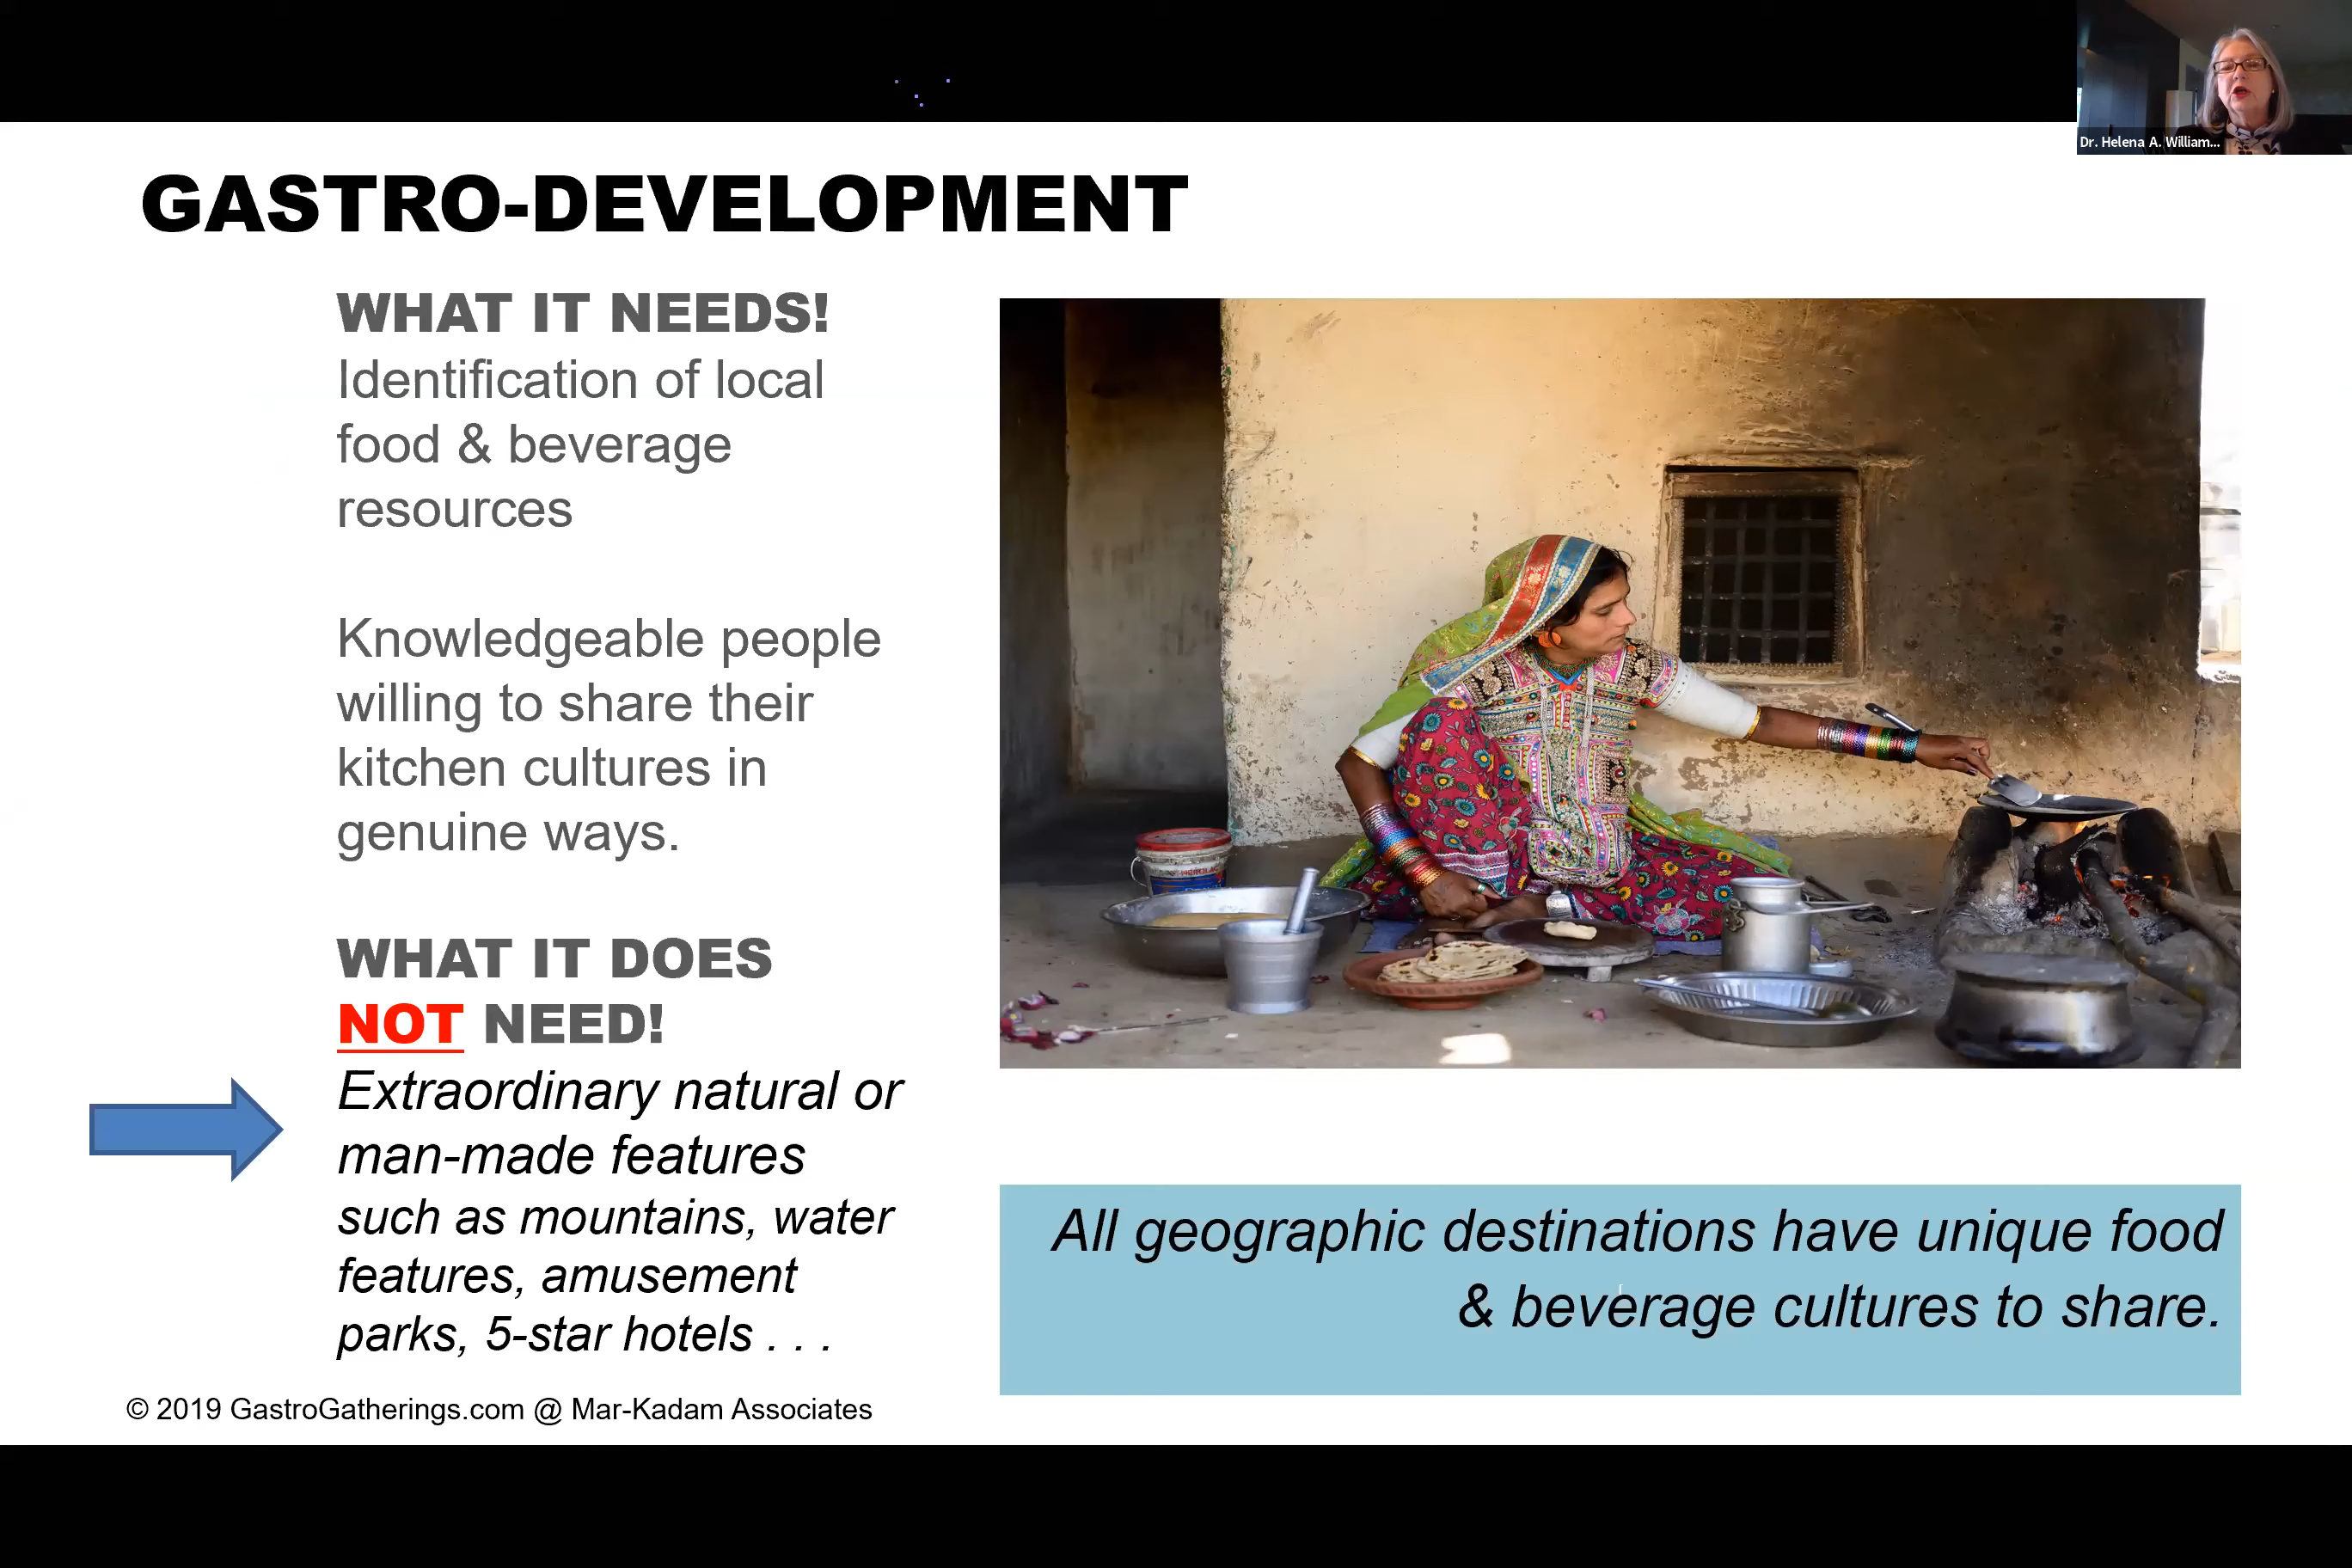 Dr. Helena A. William...
GASTRO-DEVELOPMENT
WHAT IT NEEDS!
Identification of local
food & beverage
resources
Knowledgeable people
willing to share their
kitchen cultures in
genuine ways.
WHAT IT DOES
NOT NEED!
Extraordinary natural or
man-made features
such as mountains, water
features, amusement
parks, 5-star hotels . . .
All geographic destinations have unique food
& beverage cultures to share.
© 2019 GastroGatherings.com @ Mar-Kadam Associates